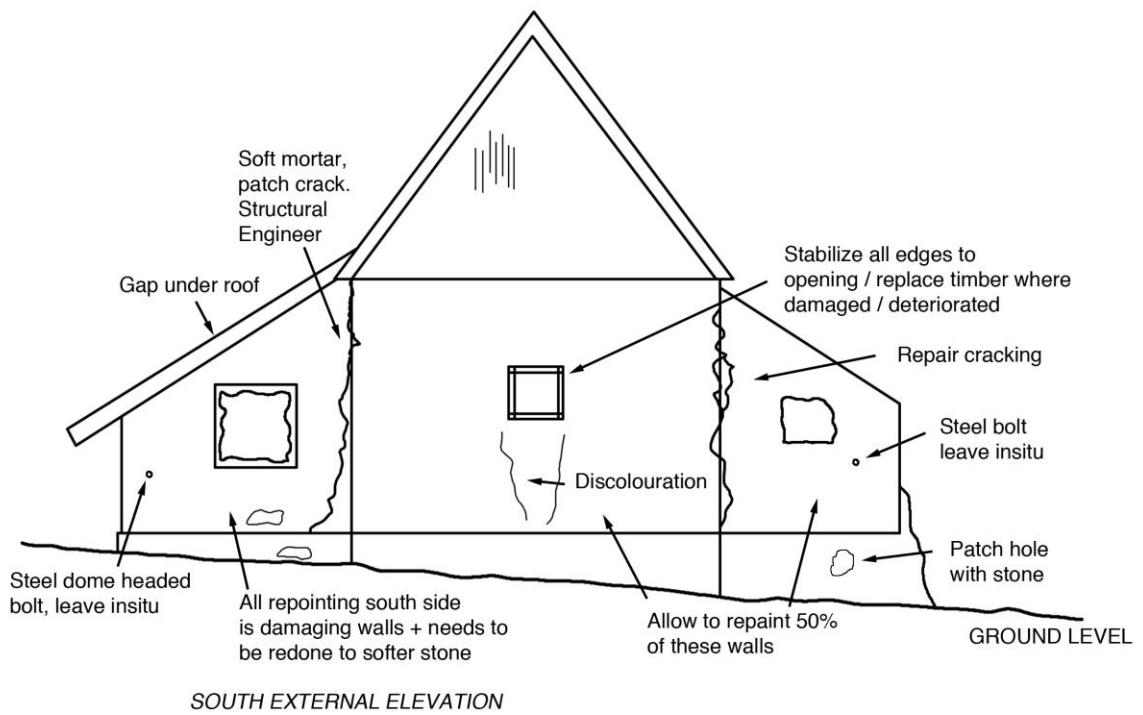 Soft mortar,
patch crack.
Structural
Engineer
Gap under roof
Stabilize all edges to
opening / replace timber where
damaged / deteriorated
Repair cracking
Steel bolt
leave insitu
Discolouration
Steel dome headed
bolt, leave insitu
All repointing south side
is damaging walls + needs to
be redone to softer stone
Allow to repaint 50%
of these walls
Patch hole
with stone
GROUND LEVEL
SOUTH EXTERNAL ELEVATION